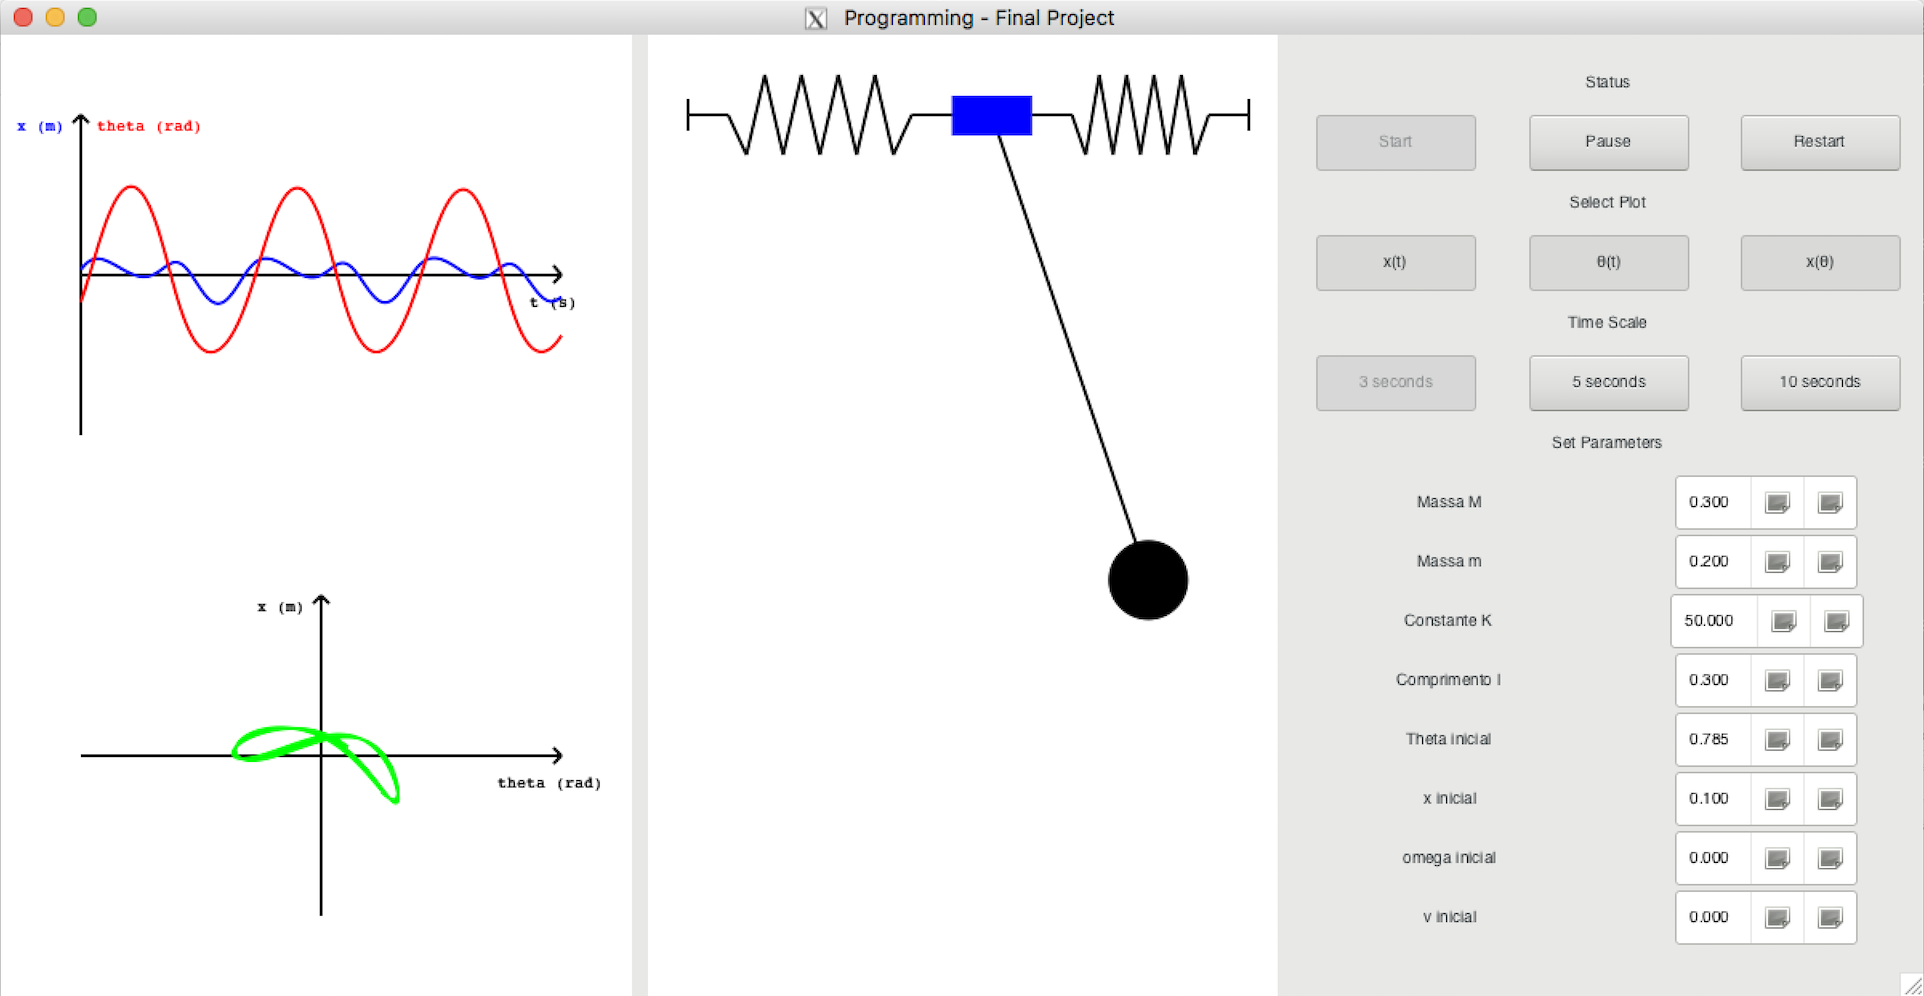 Programming - Final Project
x (m)
theta (rad)
t (s)
x (m)
theta (rad)
Status
Start
Pause
Restart
Select Plot
x(t)
θ(t)
x(θ)
Time Scale
3 seconds
5 seconds
10 seconds
Set Parameters
Massa M
0.300
Massa m
0.200
Constante K
50.000
Comprimento l
0.300
Theta inicial
0.785
x inicial
0.100
omega inicial
0.000
v inicial
0.000